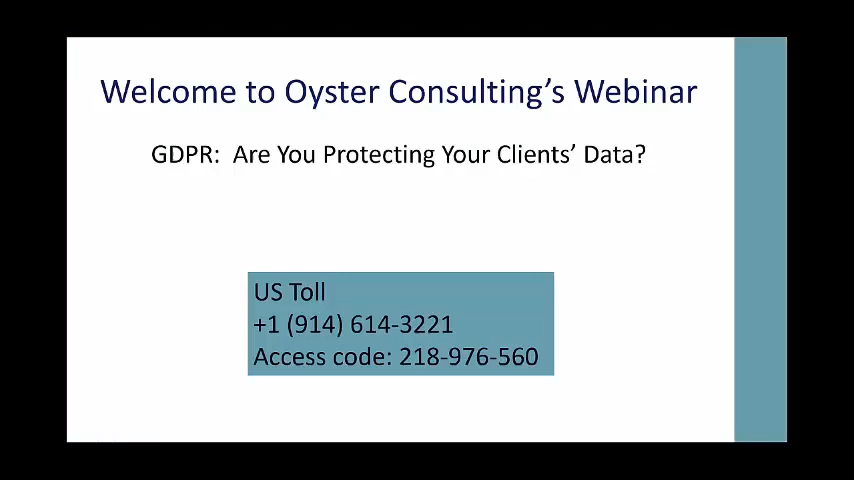 Welcome to Oyster Consulting’s Webinar
GDPR:  Are You Protecting Your Clients’ Data?
US Toll
+1 (914) 614-3221
Access code: 218-976-560